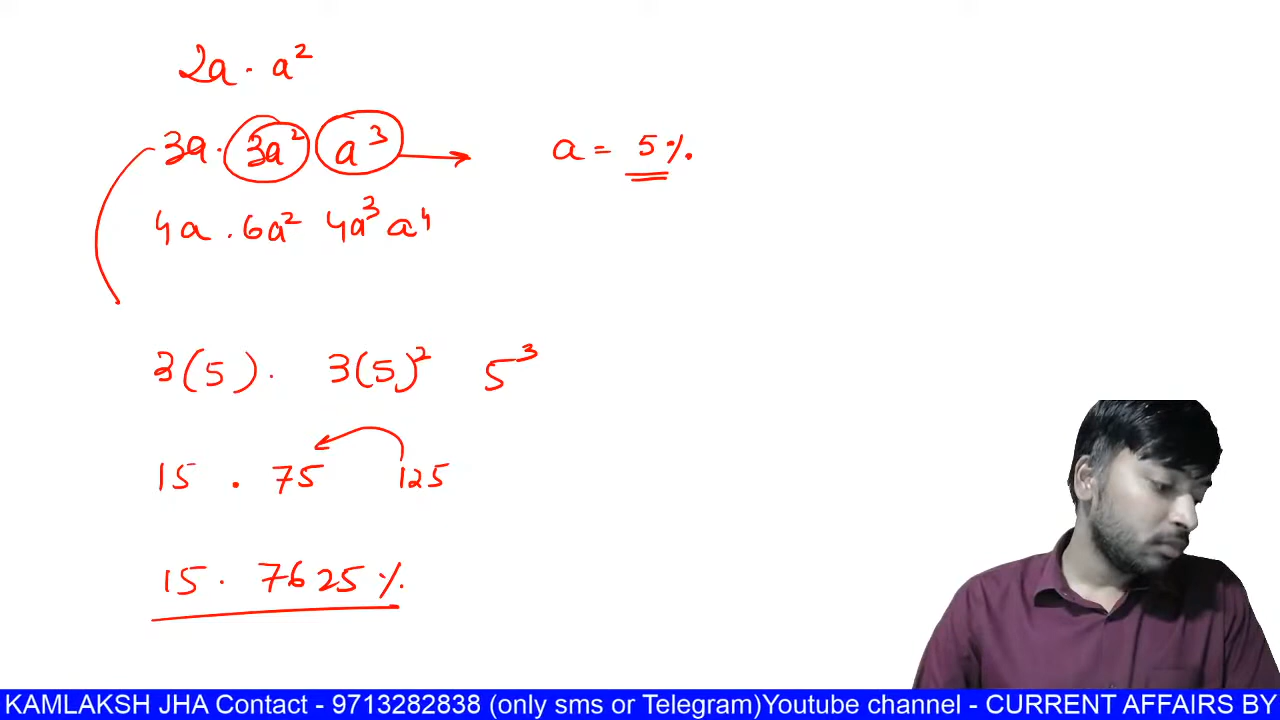 2a . a²
3a . 3a² a³ → a = 5%
4a . 6a² 4a³ a⁴
3(5) . 3(5)² 5³
15 . 75 125
15 . 7625%
KAMLAKSH JHA Contact - 9713282838 (only sms or Telegram)Youtube channel - CURRENT AFFAIRS BY